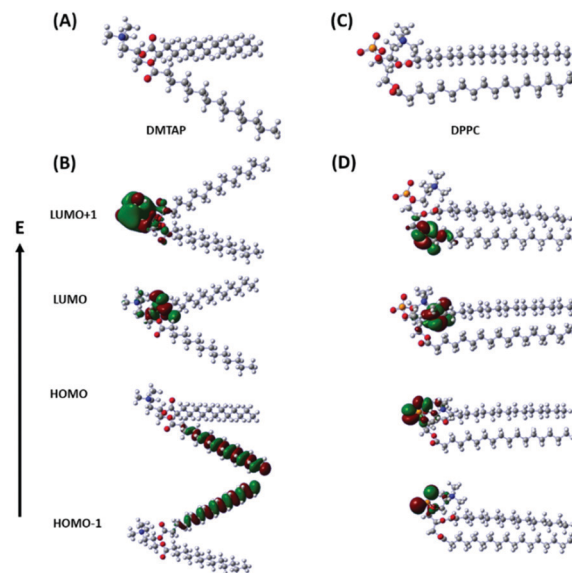 (A)
(C)
DMTAP
DPPC
(B)
(D)
LUMO+1
E
LUMO
HOMO
HOMO-1